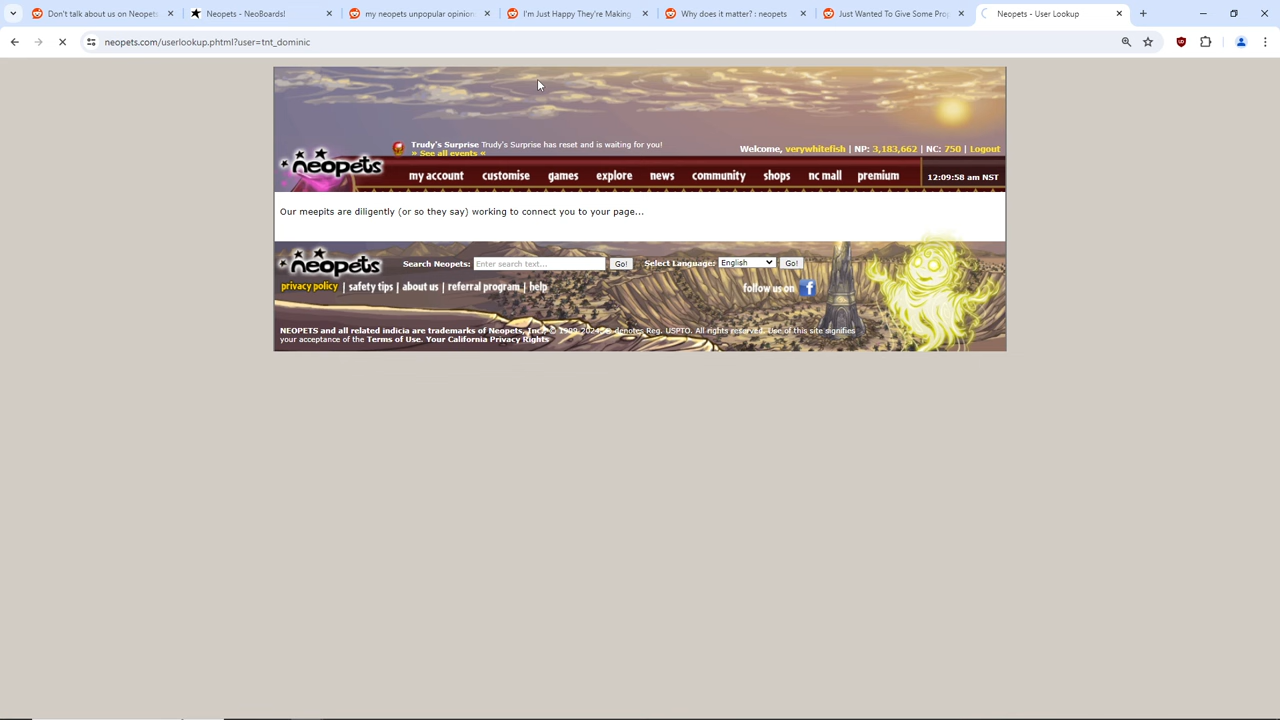 Don't talk about us on Neopets
Neopets - NeoBoards!
my neopets unpopular opinion
I'm Just Happy They're Making
Why does it matter? : neopets
Just Wanted To Give Some Prop
Neopets - User Lookup
neopets.com/userlookup.phtml?user=tnt_dominic
Trudy's Surprise Trudy's Surprise has reset and is waiting for you!
» See all events «
Welcome, verywhitefish | NP: 3,183,662 | NC: 750 | Logout
neopets
my account customise games explore news community shops nc mall premium
12:09:58 am NST
Our meepits are diligently (or so they say) working to connect you to your page...
neopets
Search Neopets: Enter search text... Go! Select Language: English Go!
privacy policy | safety tips | about us | referral program | help
follow us on f
NEOPETS and all related indicia are trademarks of Neopets, Inc., © 1999-2024. ® denotes Reg. USPTO. All rights reserved. Use of this site signifies
your acceptance of the Terms of Use. Your California Privacy Rights